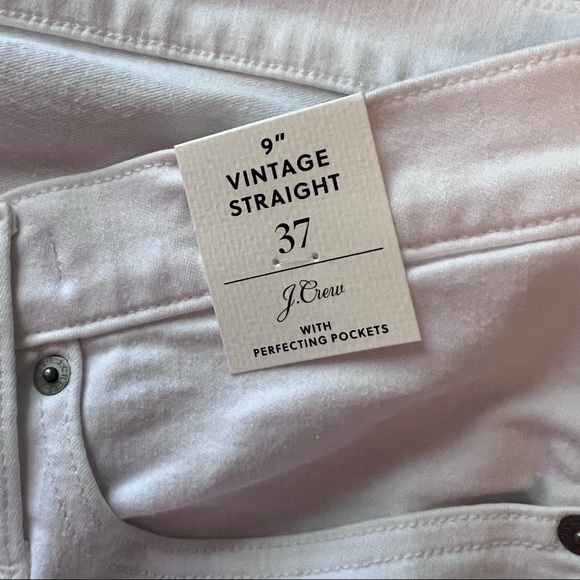 9"
VINTAGE
STRAIGHT
37
J.Crew
WITH
PERFECTING POCKETS